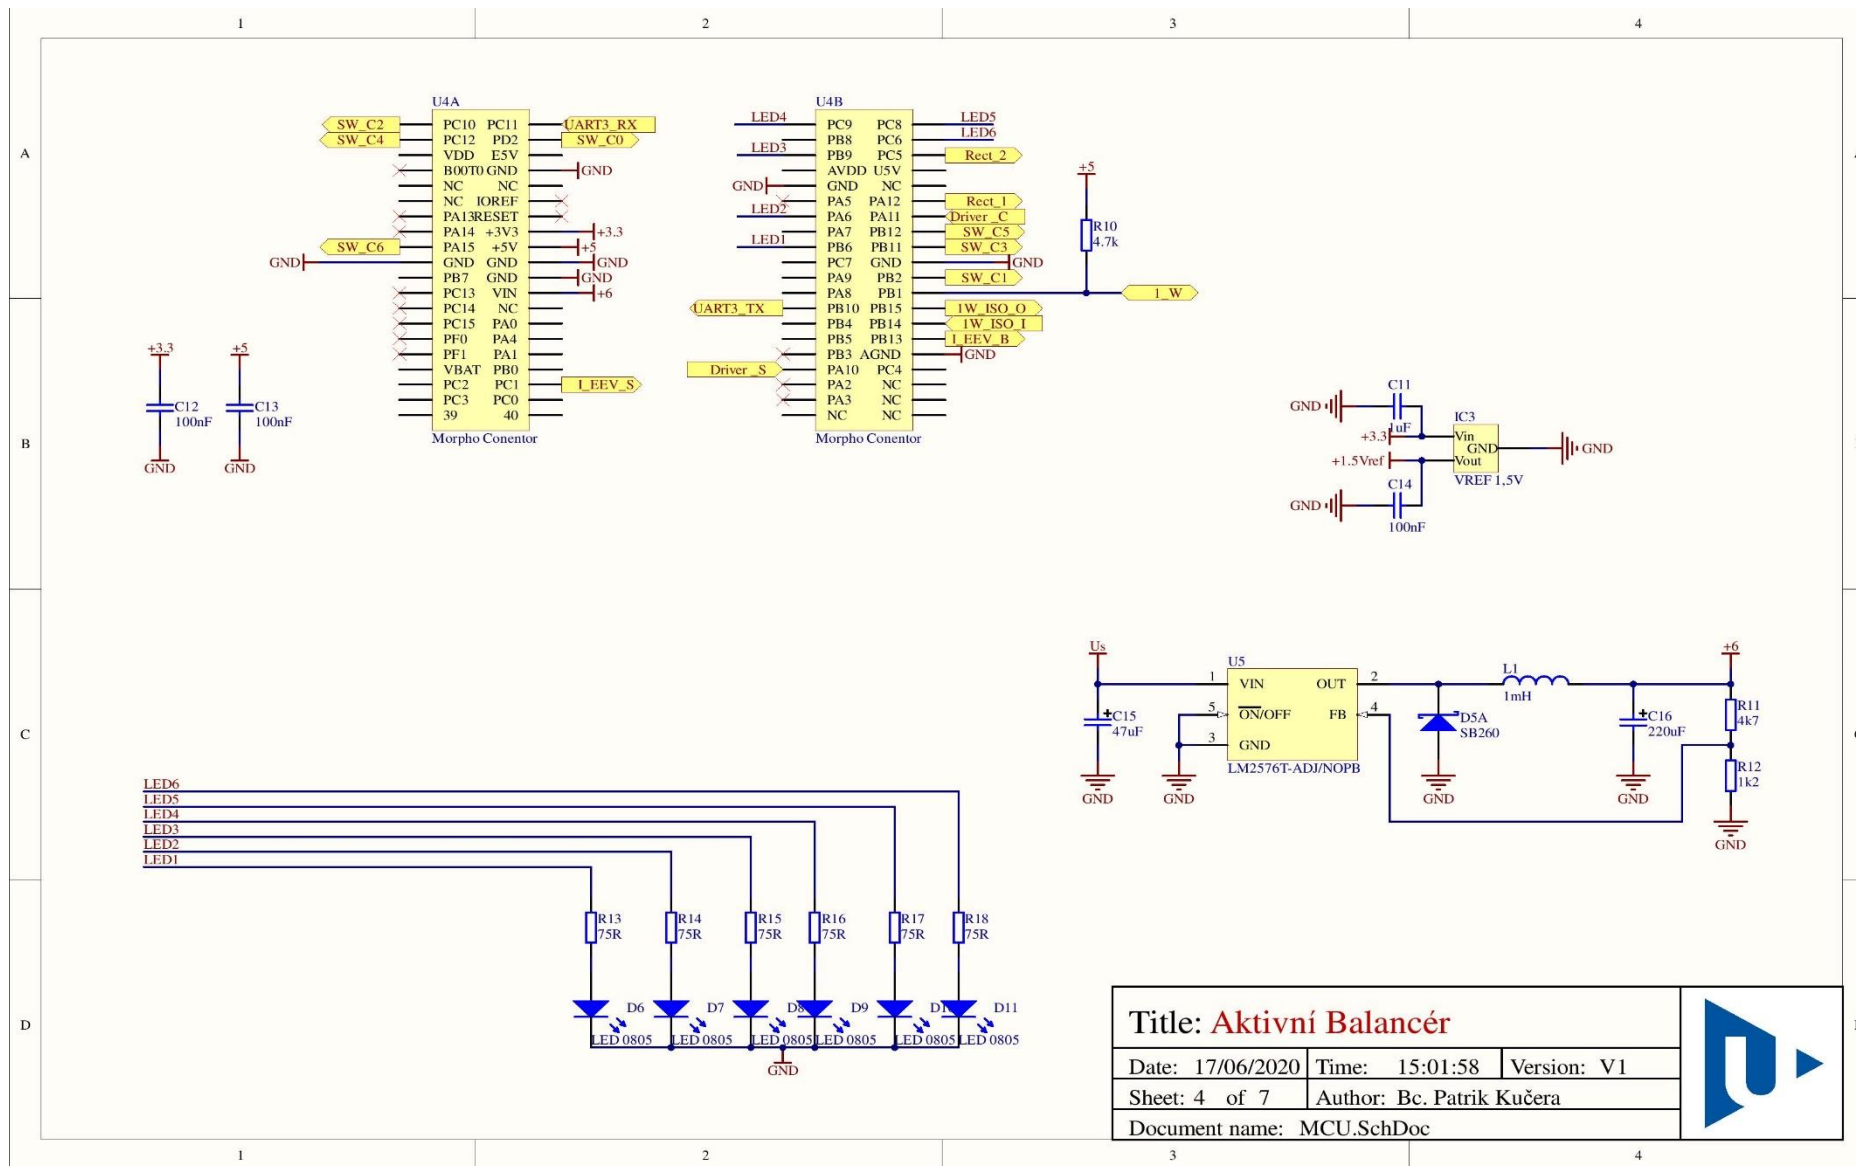 1 2 3 4
A
B
C
D
U4A
SW_C2 PC10 PC11 UART3_RX
SW_C4 PC12 PD2 SW_C0
VDD E5V
B00T0 GND GND
NC NC
NC IOREF
PA13 RESET
PA14 +3V3 +3.3
SW_C6 PA15 +5V +5
GND GND GND GND
PB7 GND GND
PC13 VIN +6
PC14 NC
PC15 PA0
PF0 PA4
PF1 PA1
VBAT PB0
PC2 PC1 I_EEV_S
PC3 PC0
39 40
Morpho Conentor
U4B
LED4 PC9 PC8 LED5
PB8 PC6 LED6
LED3 PB9 PC5 Rect_2
AVDD U5V
GND GND NC
PA5 PA12 Rect_1
LED2 PA6 PA11 Driver _C
PA7 PB12 SW_C5
LED1 PB6 PB11 SW_C3
PC7 GND GND
PA9 PB2 SW_C1
PA8 PB1 1_W
UART3_TX PB10 PB15 1W_ISO_O
PB4 PB14 1W_ISO_I
PB5 PB13 I_EEV_B
PB3 AGND GND
Driver _S PA10 PC4
PA2 NC
PA3 NC
NC NC
Morpho Conentor
+5
R10
4.7k
+3.3 +5
C12 C13
100nF 100nF
GND GND
C11
GND
1uF
IC3
+3.3 Vin
GND GND
+1.5Vref Vout
VREF 1,5V
C14
GND
100nF
Us
U5
1 VIN OUT 2
5 ON/OFF FB 4
3 GND
LM2576T-ADJ/NOPB
C15
47uF
GND
GND
L1
1mH
D5A
SB260
GND
C16
220uF
GND
+6
R11
4k7
R12
1k2
GND
LED6
LED5
LED4
LED3
LED2
LED1
R13 R14 R15 R16 R17 R18
75R 75R 75R 75R 75R 75R
D6 D7 D8 D9 D11
LED 0805 LED 0805 LED 0805 LED 0805 LED 0805 LED 0805
GND
Title: Aktivní Balancér
Date: 17/06/2020 Time: 15:01:58 Version: V1
Sheet: 4 of 7 Author: Bc. Patrik Kučera
Document name: MCU.SchDoc
U
1 2 3 4